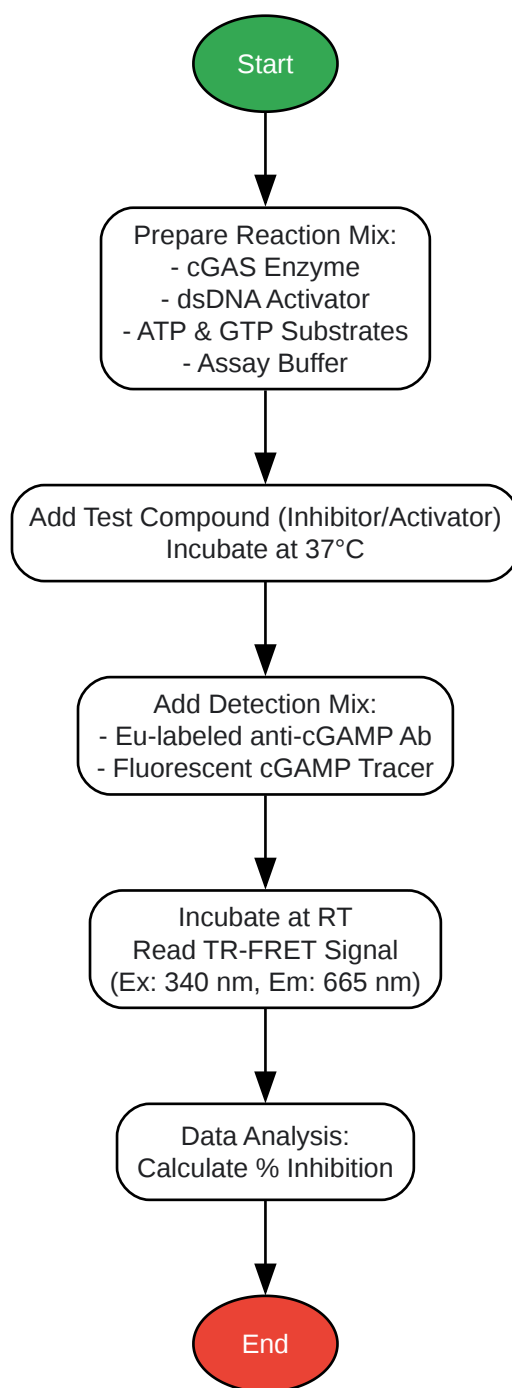 Start
Prepare Reaction Mix:
- cGAS Enzyme
- dsDNA Activator
- ATP & GTP Substrates
- Assay Buffer
Add Test Compound (Inhibitor/Activator)
Incubate at 37°C
Add Detection Mix:
- Eu-labeled anti-cGAMP Ab
- Fluorescent cGAMP Tracer
Incubate at RT
Read TR-FRET Signal
(Ex: 340 nm, Em: 665 nm)
Data Analysis:
Calculate % Inhibition
End